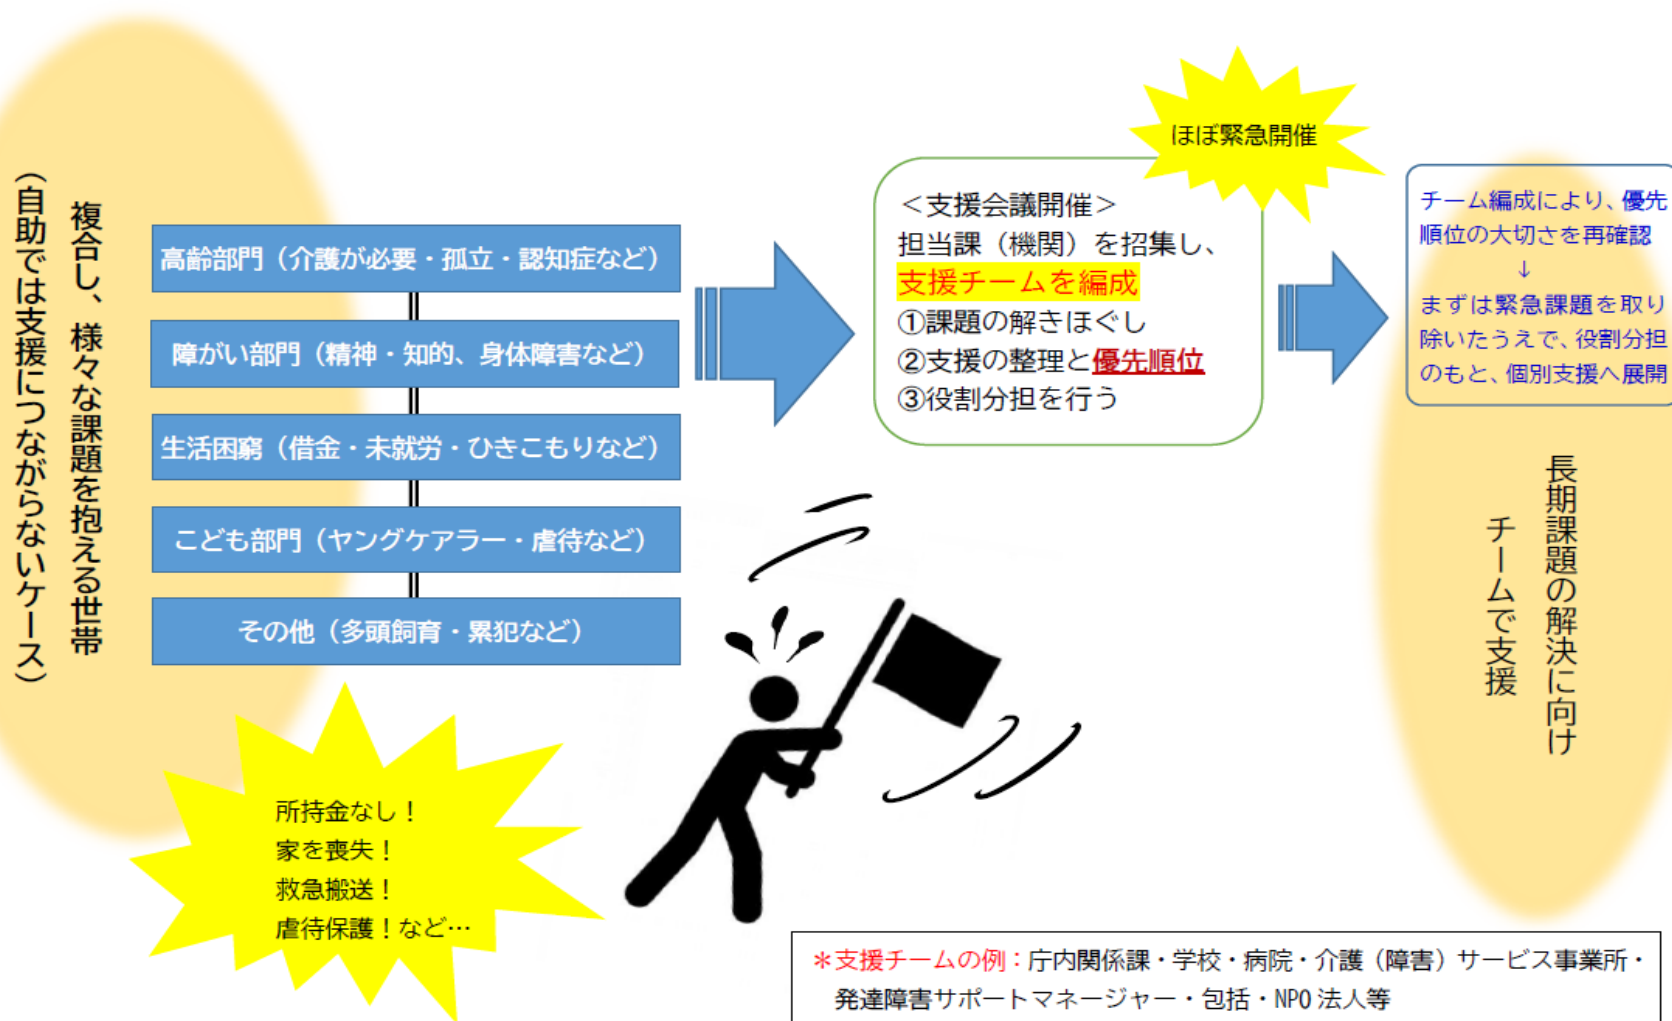 複合し、様々な課題を抱える世帯
（自助では支援につながらないケース）
高齢部門（介護が必要・孤立・認知症など）
障がい部門（精神・知的、身体障害など）
生活困窮（借金・未就労・ひきこもりなど）
こども部門（ヤングケアラー・虐待など）
その他（多頭飼育・累犯など）
所持金なし！
家を喪失！
救急搬送！
虐待保護！など…
ほぼ緊急開催
＜支援会議開催＞
担当課（機関）を招集し、
支援チームを編成
①課題の解きほぐし
②支援の整理と優先順位
③役割分担を行う
チーム編成により、優先
順位の大切さを再確認
↓
まずは緊急課題を取り
除いたうえで、役割分担
のもと、個別支援へ展開
長期課題の解決に向け
チームで支援
＊支援チームの例：庁内関係課・学校・病院・介護（障害）サービス事業所・
発達障害サポートマネージャー・包括・NPO法人等